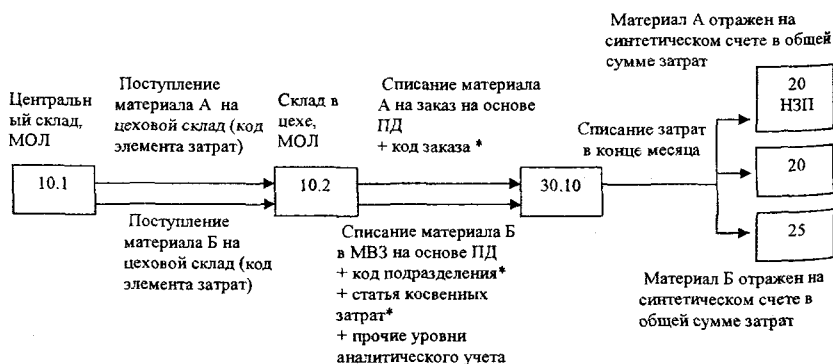 Материал А отражен на
синтетическом счете в общей
сумме затрат
Центральн
ый склад,
МОЛ
Поступление
материала А на
цеховой склад (код
элемента затрат)
Склад в
цехе,
МОЛ
Списание материала
А на заказ на основе
ПД
+ код заказа *
Списание затрат
в конце месяца
20
НЗП
10.1
10.2
30.10
20
25
Поступление
материала Б на
цеховой склад (код
элемента затрат)
Списание материала Б
в МВЗ на основе ПД
+ код подразделения*
+ статья косвенных
затрат*
+ прочие уровни
аналитического учета
Материал Б отражен на
синтетическом счете в
общей сумме затрат